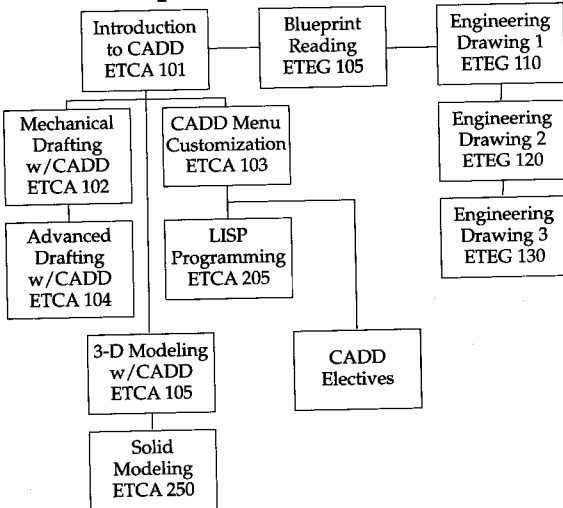 Introduction
to CADD
ETCA 101
Blueprint
Reading
ETEG 105
Engineering
Drawing 1
ETEG 110
Mechanical
Drafting
w/CADD
ETCA 102
CADD Menu
Customization
ETCA 103
Engineering
Drawing 2
ETEG 120
Advanced
Drafting
w/CADD
ETCA 104
LISP
Programming
ETCA 205
Engineering
Drawing 3
ETEG 130
3-D Modeling
w/CADD
ETCA 105
CADD
Electives
Solid
Modeling
ETCA 250